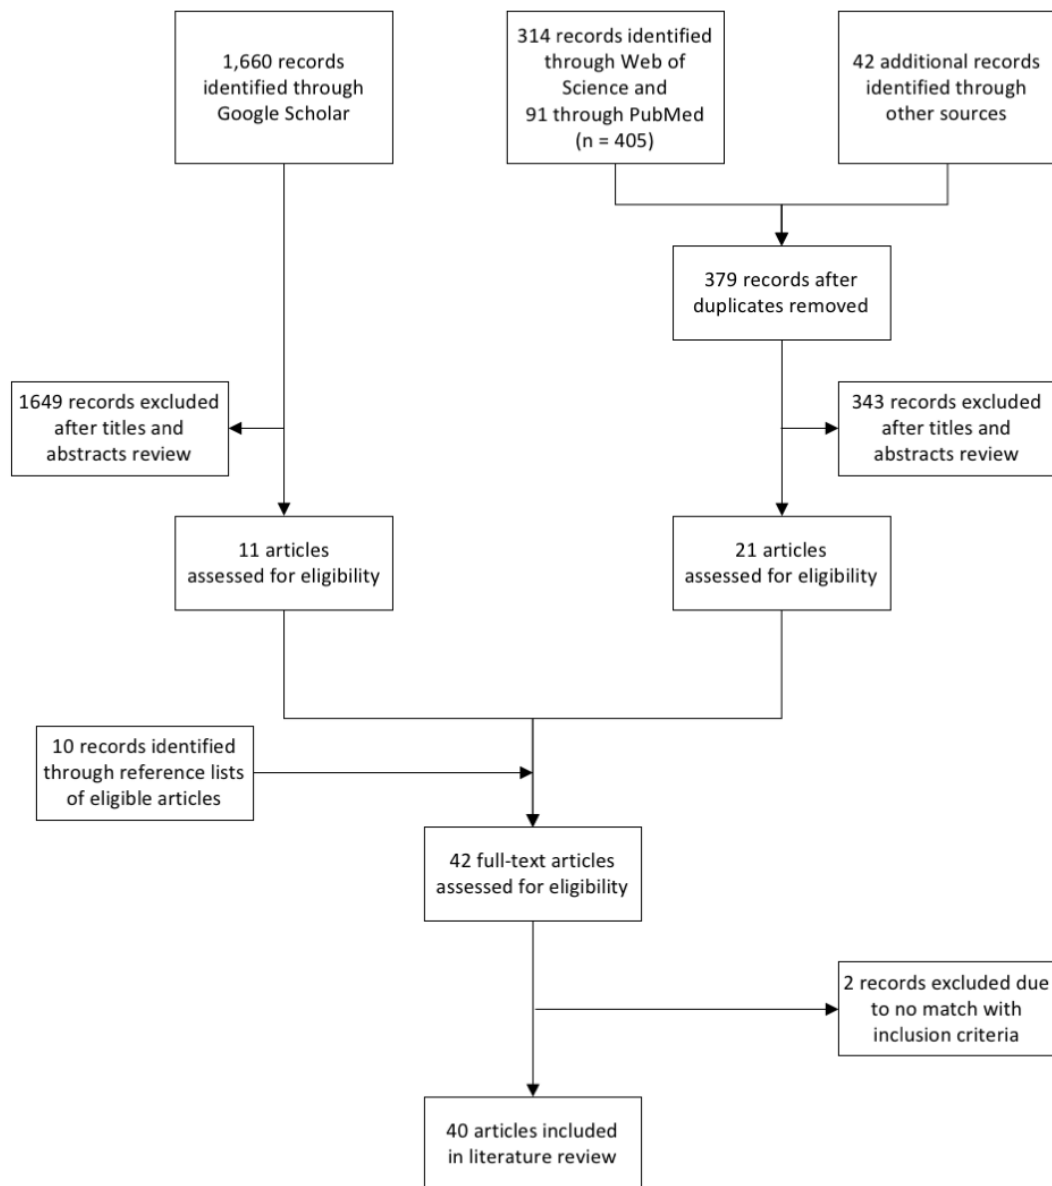 1,660 records
identified through
Google Scholar
314 records identified
through Web of
Science and
91 through PubMed
(n = 405)
42 additional records
identified through
other sources
379 records after
duplicates removed
1649 records excluded
after titles and
abstracts review
343 records excluded
after titles and
abstracts review
11 articles
assessed for eligibility
21 articles
assessed for eligibility
10 records identified
through reference lists
of eligible articles
42 full-text articles
assessed for eligibility
2 records excluded due
to no match with
inclusion criteria
40 articles included
in literature review